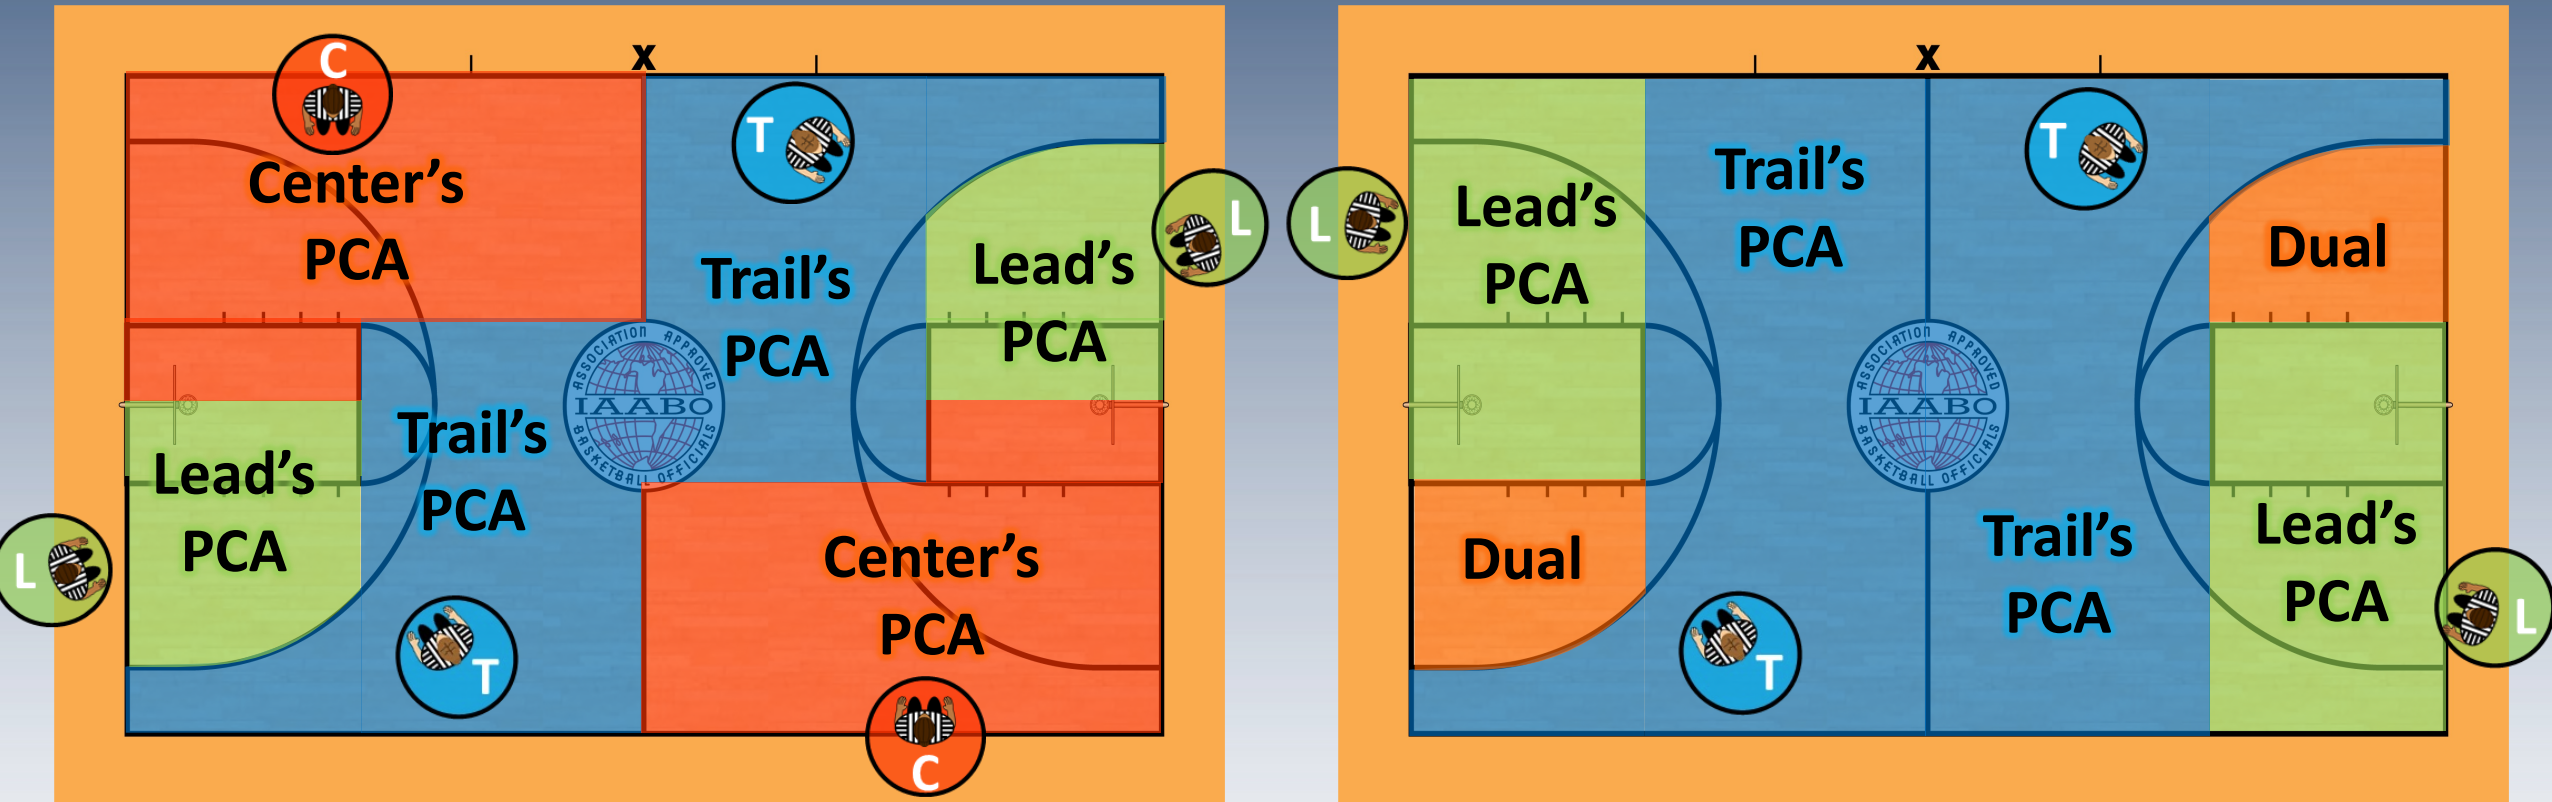 C
x
T
Center's
PCA
L
Trail's
PCA
Lead's
PCA
ASSOCIATION APPROVED
IAABO
BASKETBALL OFFICIALS
Trail's
PCA
Lead's
PCA
L
Center's
PCA
T
C
x
T
L
Lead's
PCA
Trail's
PCA
Dual
ASSOCIATION APPROVED
IAABO
BASKETBALL OFFICIALS
Dual
Trail's
PCA
Lead's
PCA
L
T